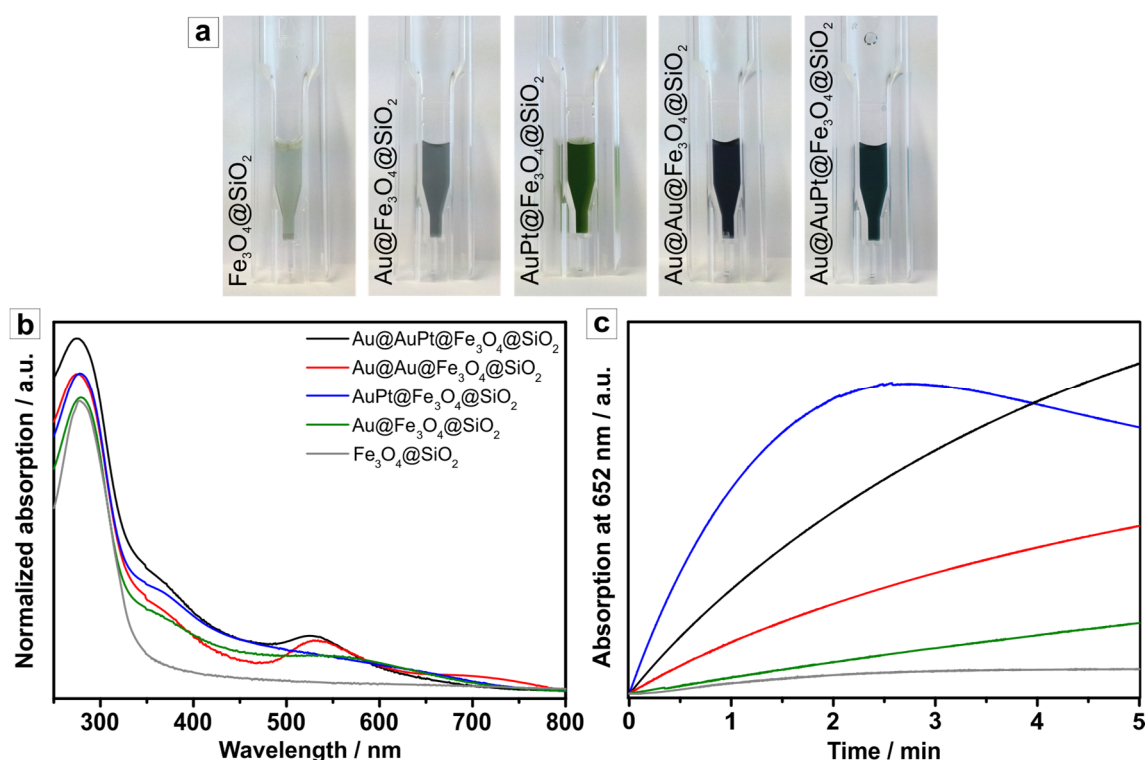 a
Fe₃O₄@SiO₂
Au@Fe₃O₄@SiO₂
AuPt@Fe₃O₄@SiO₂
Au@Au@Fe₃O₄@SiO₂
Au@AuPt@Fe₃O₄@SiO₂
b
Normalized absorption / a.u.
Au@AuPt@Fe₃O₄@SiO₂
Au@Au@Fe₃O₄@SiO₂
AuPt@Fe₃O₄@SiO₂
Au@Fe₃O₄@SiO₂
Fe₃O₄@SiO₂
300 400 500 600 700 800
Wavelength / nm
c
Absorption at 652 nm / a.u.
0 1 2 3 4 5
Time / min